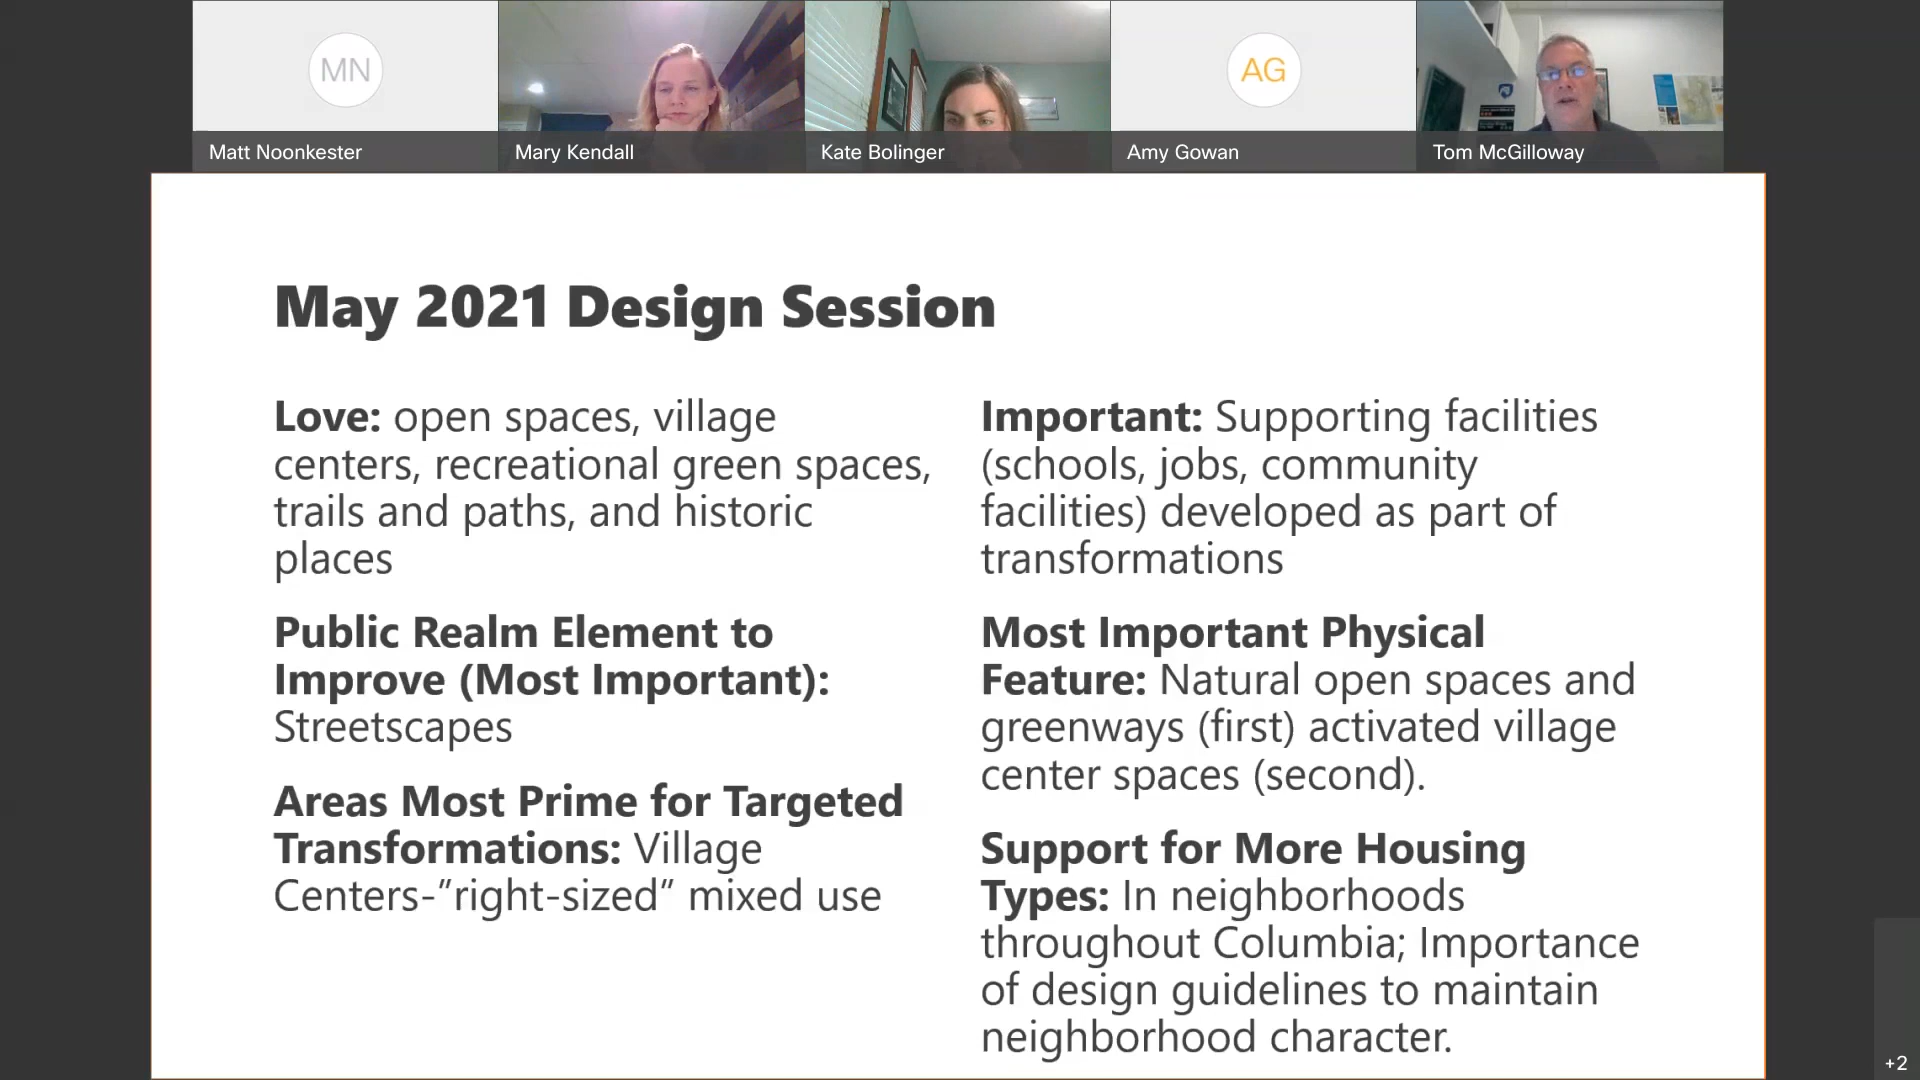 MN
AG
Matt Noonkester
Mary Kendall
Kate Bolinger
Amy Gowan
Tom McGilloway
May 2021 Design Session
Love: open spaces, village
centers, recreational green spaces,
trails and paths, and historic
places
Public Realm Element to
Improve (Most Important):
Streetscapes
Areas Most Prime for Targeted
Transformations: Village
Centers-”right-sized” mixed use
Important: Supporting facilities
(schools, jobs, community
facilities) developed as part of
transformations
Most Important Physical
Feature: Natural open spaces and
greenways (first) activated village
center spaces (second).
Support for More Housing
Types: In neighborhoods
throughout Columbia; Importance
of design guidelines to maintain
neighborhood character.
+2